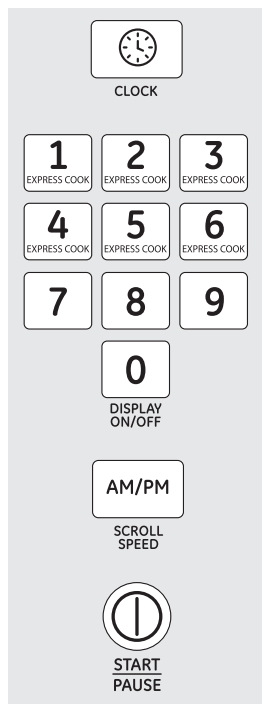 CLOCK
1 2 3
EXPRESS COOK EXPRESS COOK EXPRESS COOK
4 5 6
EXPRESS COOK EXPRESS COOK EXPRESS COOK
7 8 9
0
DISPLAY
ON/OFF
AM/PM
SCROLL
SPEED
START
PAUSE